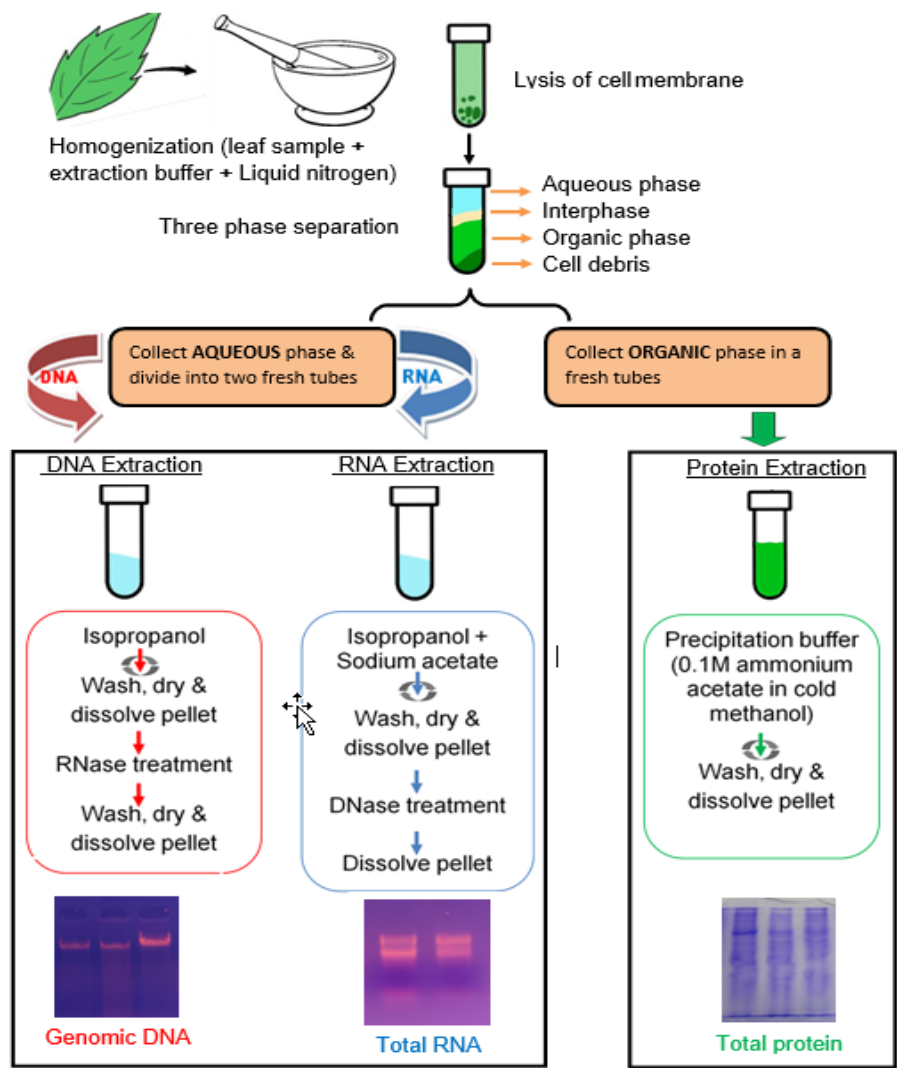 Lysis of cell membrane
Homogenization (leaf sample +
extraction buffer + Liquid nitrogen)
Three phase separation
Aqueous phase
Interphase
Organic phase
Cell debris
DNA
Collect AQUEOUS phase &
divide into two fresh tubes
RNA
Collect ORGANIC phase in a
fresh tubes
DNA Extraction
Isopropanol
Wash, dry &
dissolve pellet
RNase treatment
Wash, dry &
dissolve pellet
Genomic DNA
RNA Extraction
Isopropanol +
Sodium acetate
Wash, dry &
dissolve pellet
DNase treatment
Dissolve pellet
Total RNA
Protein Extraction
Precipitation buffer
(0.1M ammonium
acetate in cold
methanol)
Wash, dry &
dissolve pellet
Total protein